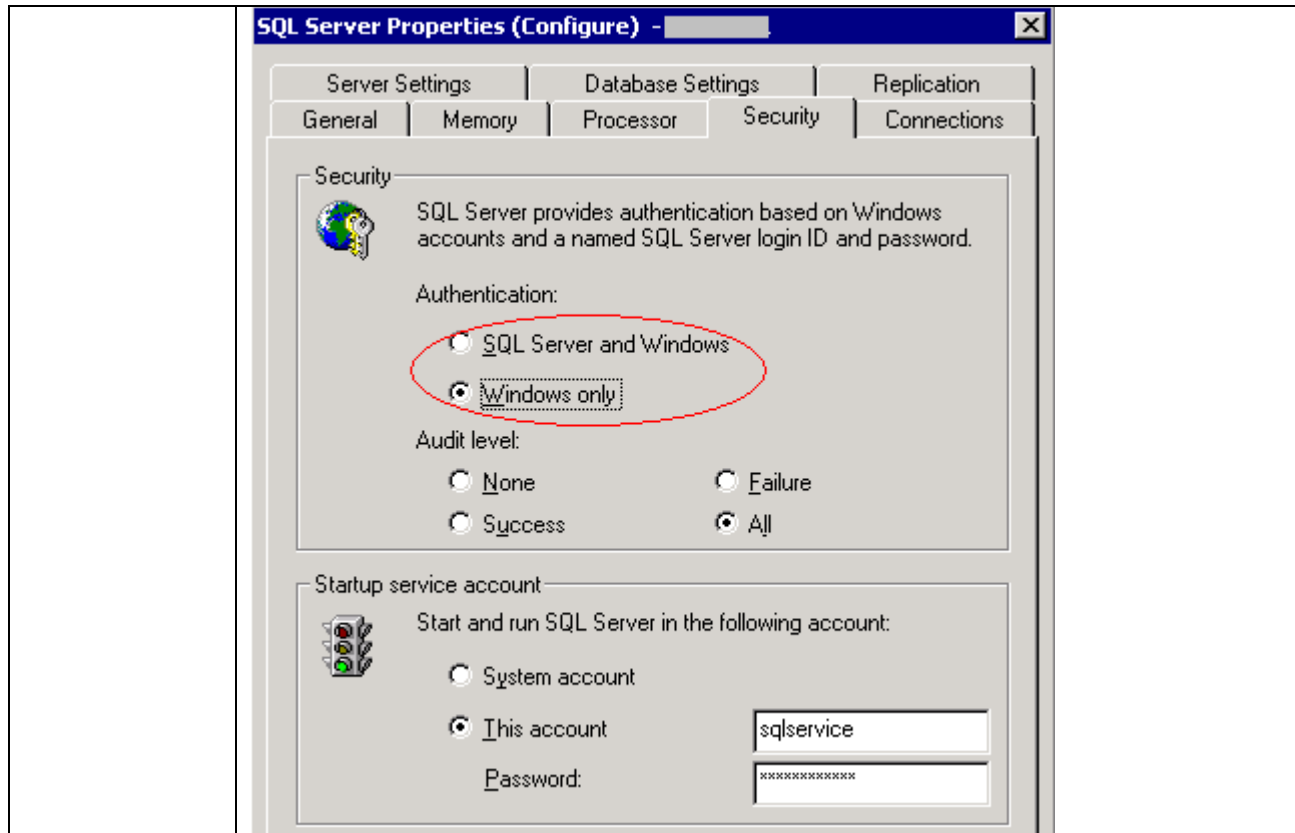 SQL Server Properties (Configure) -
Server Settings Database Settings Replication
General Memory Processor Security Connections
Security
SQL Server provides authentication based on Windows
accounts and a named SQL Server login ID and password.
Authentication:
SQL Server and Windows
Windows only
Audit level:
None Failure
Success All
Startup service account
Start and run SQL Server in the following account:
System account
This account sqlservice
Password: ************